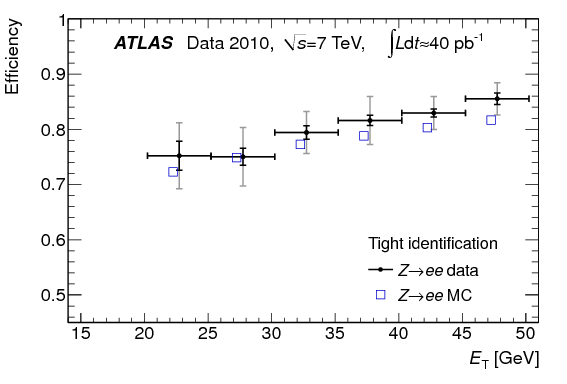 Efficiency
1
ATLAS Data 2010, √s=7 TeV, ∫Ldt≈40 pb⁻¹
0.9
0.8
0.7
0.6
0.5
Tight identification
Z→ee data
Z→ee MC
15 20 25 30 35 40 45 50
E_T [GeV]